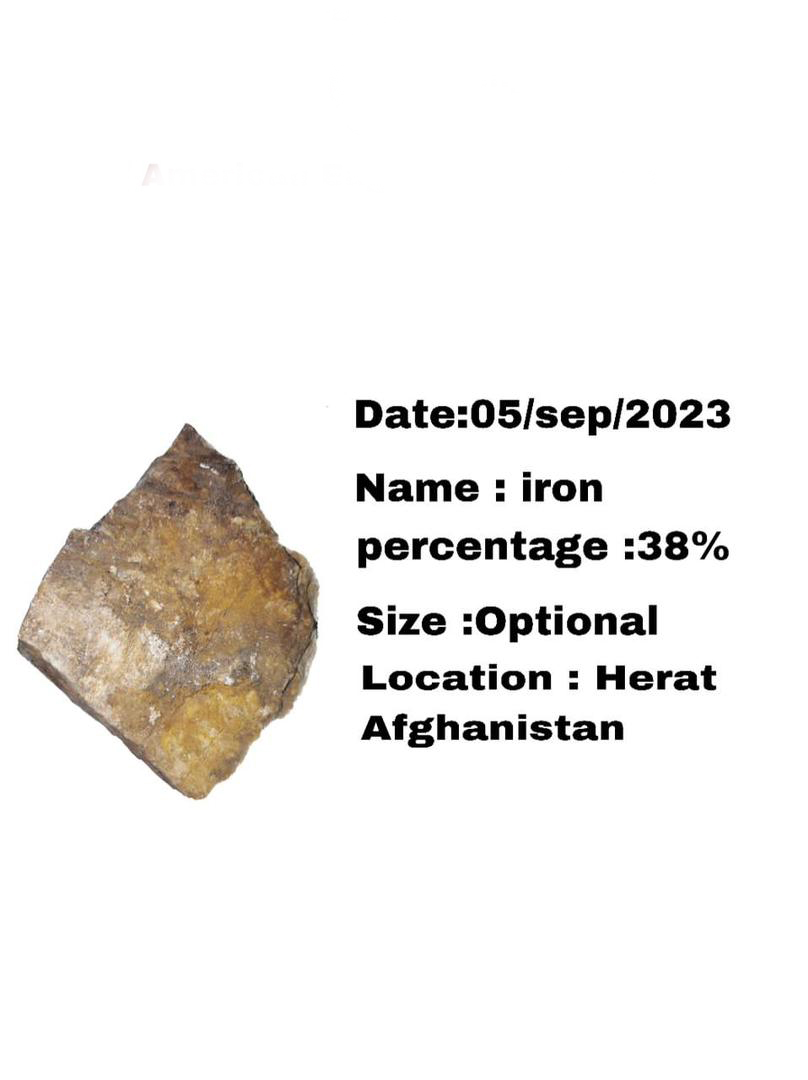 Date:05/sep/2023
Name : iron
percentage :38%
Size :Optional
Location : Herat
Afghanistan